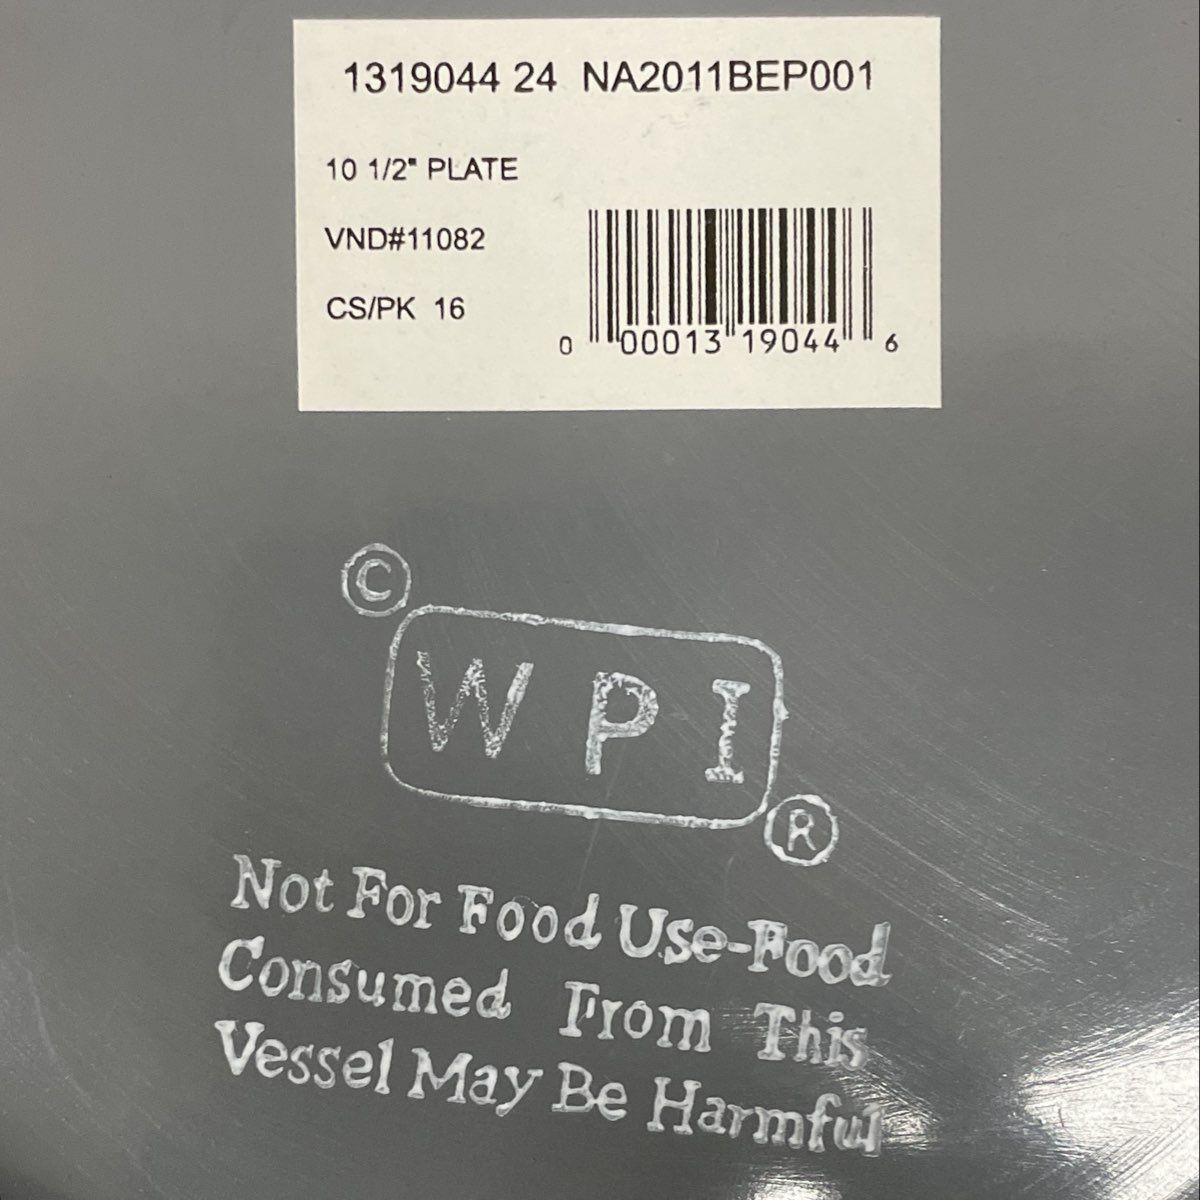 1319044 24 NA2011BEP001
10 1/2" PLATE
VND#11082
CS/PK 16
0 00013 19044 6
©
WPI
®
Not For Food Use-Food
Consumed From This
Vessel May Be Harmful